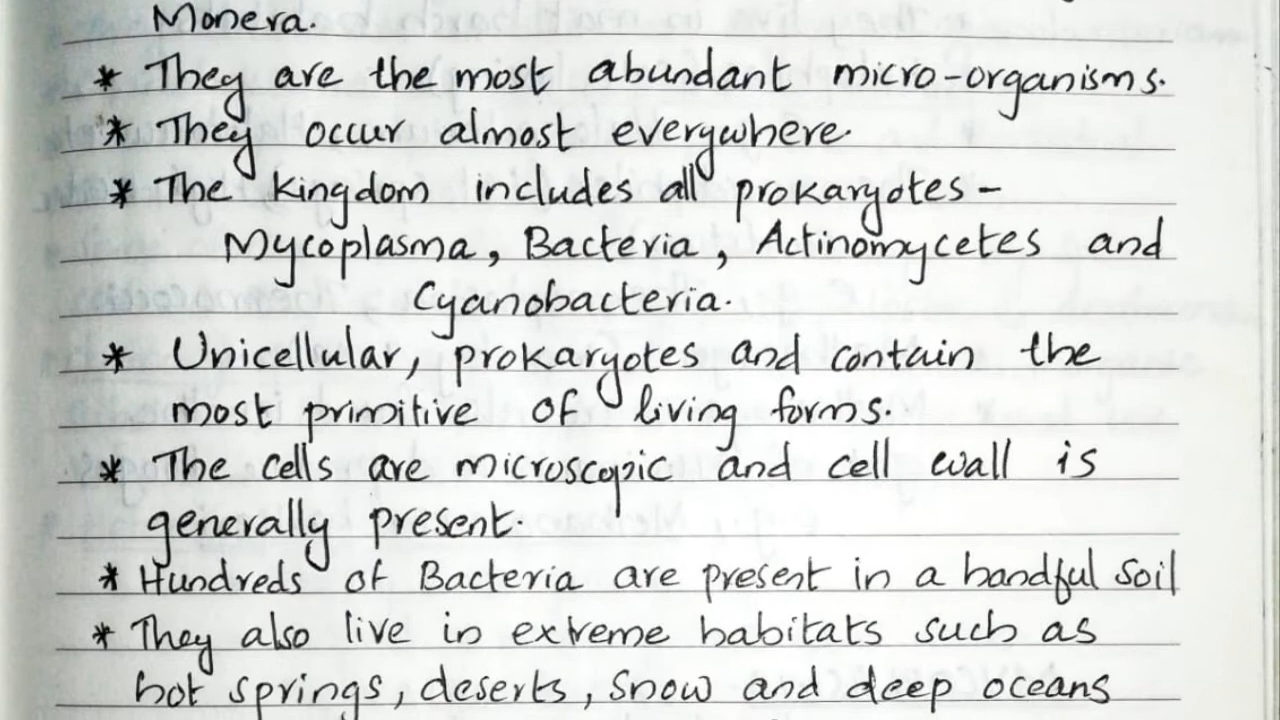 Monera.
* They are the most abundant micro-organisms.
* They occur almost everywhere.
* The kingdom includes all prokaryotes -
Mycoplasma, Bacteria, Actinomycetes and
Cyanobacteria.
* Unicellular, prokaryotes and contain the
most primitive of living forms.
* The cells are microscopic and cell wall is
generally present.
* Hundreds of Bacteria are present in a handful soil
* They also live in extreme habitats such as
hot springs, deserts, snow and deep oceans